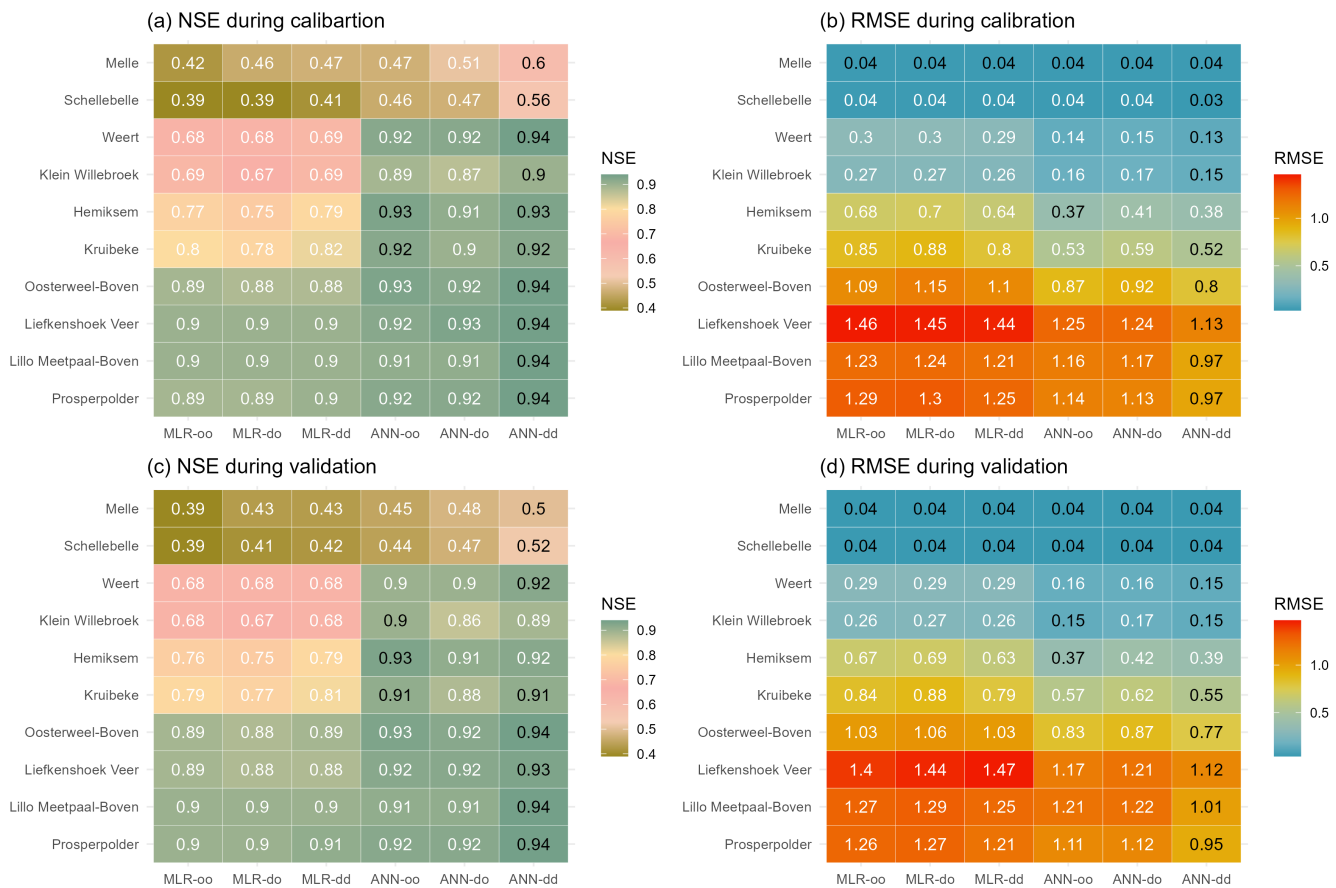 (a) NSE during calibartion
Melle 0.42 0.46 0.47 0.47 0.51 0.6
Schellebelle 0.39 0.39 0.41 0.46 0.47 0.56
Weert 0.68 0.68 0.69 0.92 0.92 0.94
Klein Willebroek 0.69 0.67 0.69 0.89 0.87 0.9
Hemiksem 0.77 0.75 0.79 0.93 0.91 0.93
Kruibeke 0.8 0.78 0.82 0.92 0.9 0.92
Oosterweel-Boven 0.89 0.88 0.88 0.93 0.92 0.94
Liefkenshoek Veer 0.9 0.9 0.9 0.92 0.93 0.94
Lillo Meetpaal-Boven 0.9 0.9 0.9 0.91 0.91 0.94
Prosperpolder 0.89 0.89 0.9 0.92 0.92 0.94
MLR-oo MLR-do MLR-dd ANN-oo ANN-do ANN-dd
NSE
0.9
0.8
0.7
0.6
0.5
0.4
(b) RMSE during calibration
Melle 0.04 0.04 0.04 0.04 0.04 0.04
Schellebelle 0.04 0.04 0.04 0.04 0.04 0.03
Weert 0.3 0.3 0.29 0.14 0.15 0.13
Klein Willebroek 0.27 0.27 0.26 0.16 0.17 0.15
Hemiksem 0.68 0.7 0.64 0.37 0.41 0.38
Kruibeke 0.85 0.88 0.8 0.53 0.59 0.52
Oosterweel-Boven 1.09 1.15 1.1 0.87 0.92 0.8
Liefkenshoek Veer 1.46 1.45 1.44 1.25 1.24 1.13
Lillo Meetpaal-Boven 1.23 1.24 1.21 1.16 1.17 0.97
Prosperpolder 1.29 1.3 1.25 1.14 1.13 0.97
MLR-oo MLR-do MLR-dd ANN-oo ANN-do ANN-dd
RMSE
1.0
0.5
(c) NSE during validation
Melle 0.39 0.43 0.43 0.45 0.48 0.5
Schellebelle 0.39 0.41 0.42 0.44 0.47 0.52
Weert 0.68 0.68 0.68 0.9 0.9 0.92
Klein Willebroek 0.68 0.67 0.68 0.9 0.86 0.89
Hemiksem 0.76 0.75 0.79 0.93 0.91 0.92
Kruibeke 0.79 0.77 0.81 0.91 0.88 0.91
Oosterweel-Boven 0.89 0.88 0.89 0.93 0.92 0.94
Liefkenshoek Veer 0.89 0.88 0.88 0.92 0.92 0.93
Lillo Meetpaal-Boven 0.9 0.9 0.9 0.91 0.91 0.94
Prosperpolder 0.9 0.9 0.91 0.92 0.92 0.94
MLR-oo MLR-do MLR-dd ANN-oo ANN-do ANN-dd
NSE
0.9
0.8
0.7
0.6
0.5
0.4
(d) RMSE during validation
Melle 0.04 0.04 0.04 0.04 0.04 0.04
Schellebelle 0.04 0.04 0.04 0.04 0.04 0.04
Weert 0.29 0.29 0.29 0.16 0.16 0.15
Klein Willebroek 0.26 0.27 0.26 0.15 0.17 0.15
Hemiksem 0.67 0.69 0.63 0.37 0.42 0.39
Kruibeke 0.84 0.88 0.79 0.57 0.62 0.55
Oosterweel-Boven 1.03 1.06 1.03 0.83 0.87 0.77
Liefkenshoek Veer 1.4 1.44 1.47 1.17 1.21 1.12
Lillo Meetpaal-Boven 1.27 1.29 1.25 1.21 1.22 1.01
Prosperpolder 1.26 1.27 1.21 1.11 1.12 0.95
MLR-oo MLR-do MLR-dd ANN-oo ANN-do ANN-dd
RMSE
1.0
0.5